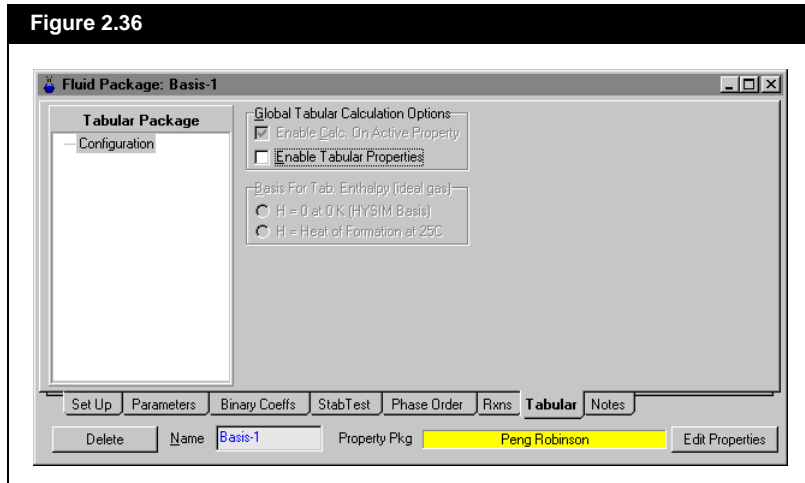 Figure 2.36
Fluid Package: Basis-1
Tabular Package
Configuration
Global Tabular Calculation Options
Enable Calc. On Active Property
Enable Tabular Properties
Basis For Tab. Enthalpy (ideal gas)
H = 0 at 0 K (HYSIM Basis)
H = Heat of Formation at 25C
Set Up Parameters Binary Coeffs StabTest Phase Order Rxns Tabular Notes
Delete Name Basis-1 Property Pkg Peng Robinson Edit Properties